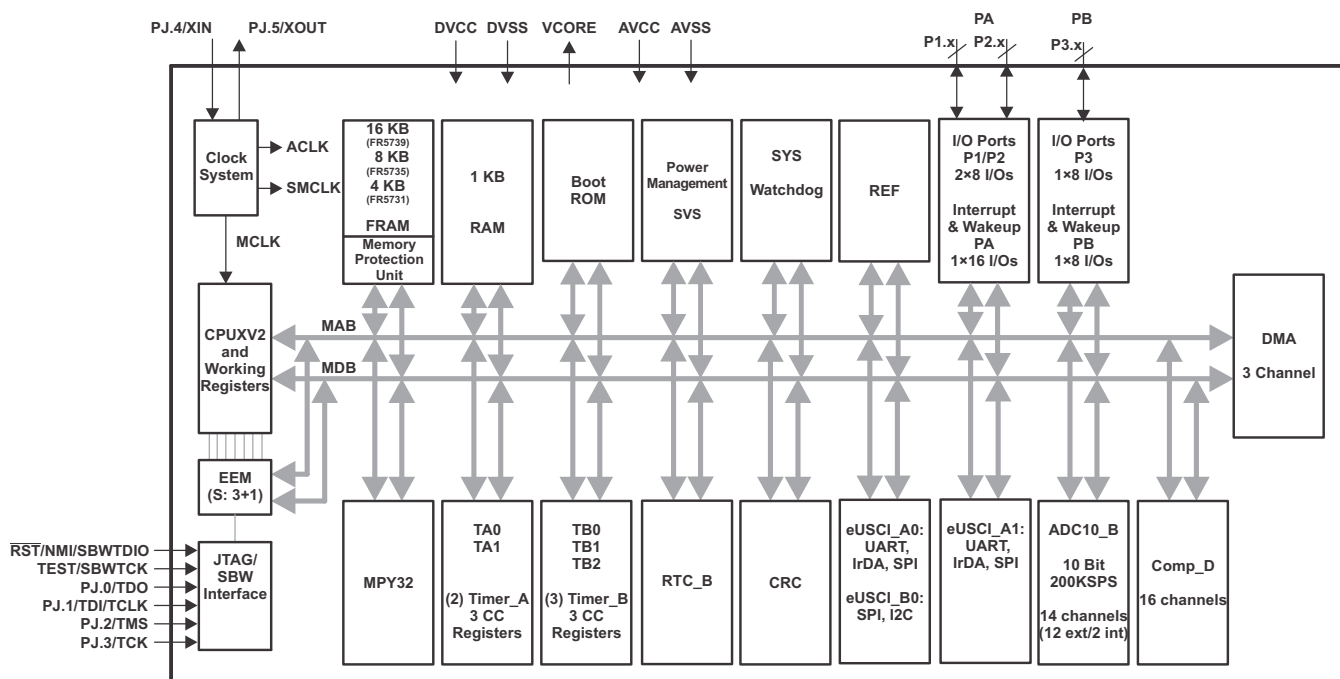 PJ.4/XIN
PJ.5/XOUT
DVCC
DVSS
VCORE
AVCC
AVSS
PA
P1.x
P2.x
PB
P3.x
Clock
System
ACLK
SMCLK
MCLK
16 KB
(FR5739)
8 KB
(FR5735)
4 KB
(FR5731)
FRAM
Memory
Protection
Unit
1 KB
RAM
Boot
ROM
Power
Management
SVS
SYS
Watchdog
REF
I/O Ports
P1/P2
2×8 I/Os
Interrupt
& Wakeup
PA
1×16 I/Os
I/O Ports
P3
1×8 I/Os
Interrupt
& Wakeup
PB
1×8 I/Os
CPUXV2
and
Working
Registers
MAB
MDB
DMA
3 Channel
EEM
(S: 3+1)
RST/NMI/SBWTDIO
TEST/SBWTCK
PJ.0/TDO
PJ.1/TDI/TCLK
PJ.2/TMS
PJ.3/TCK
JTAG/
SBW
Interface
MPY32
TA0
TA1
(2) Timer_A
3 CC
Registers
TB0
TB1
TB2
(3) Timer_B
3 CC
Registers
RTC_B
CRC
eUSCI_A0:
UART,
IrDA, SPI
eUSCI_B0:
SPI, I2C
eUSCI_A1:
UART,
IrDA, SPI
ADC10_B
10 Bit
200KSPS
14 channels
(12 ext/2 int)
Comp_D
16 channels